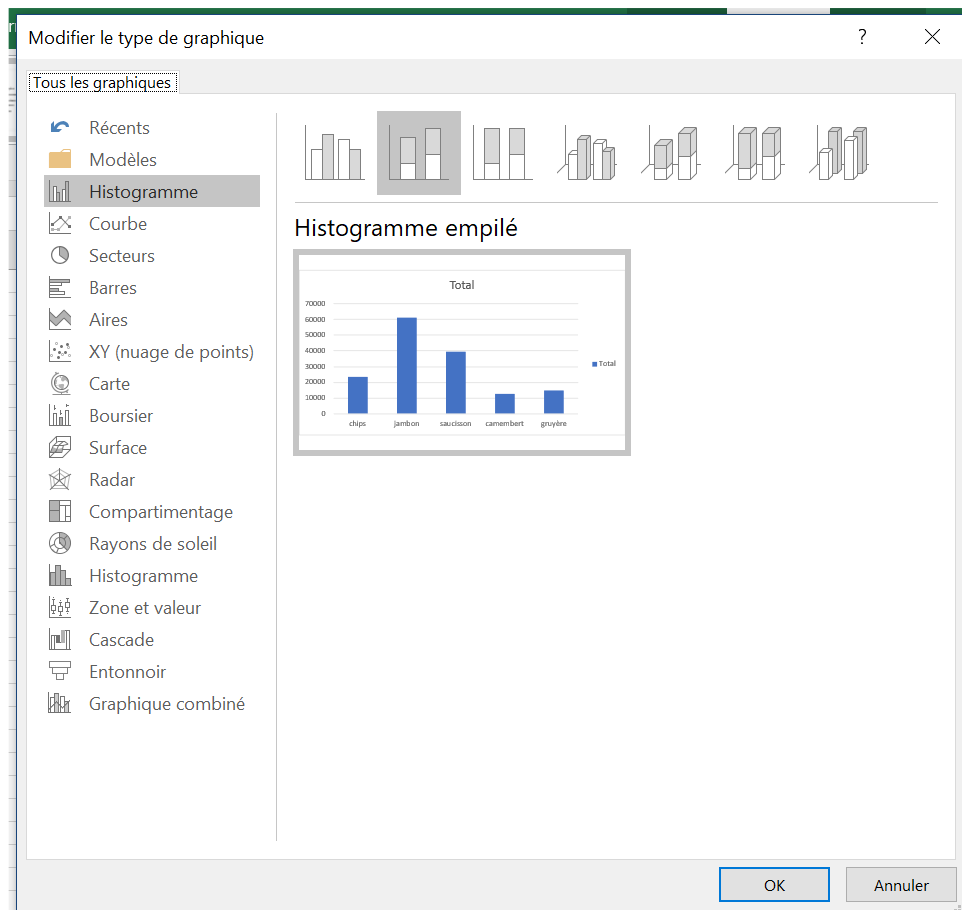 Modifier le type de graphique
?
Tous les graphiques
Récents
Modèles
Histogramme
Courbe
Secteurs
Barres
Aires
XY (nuage de points)
Carte
Boursier
Surface
Radar
Compartimentage
Rayons de soleil
Histogramme
Zone et valeur
Cascade
Entonnoir
Graphique combiné
Histogramme empilé
Total
70000
60000
50000
40000
30000
20000
10000
0
chips jambon saucisson camembert gruyère
Total
OK Annuler